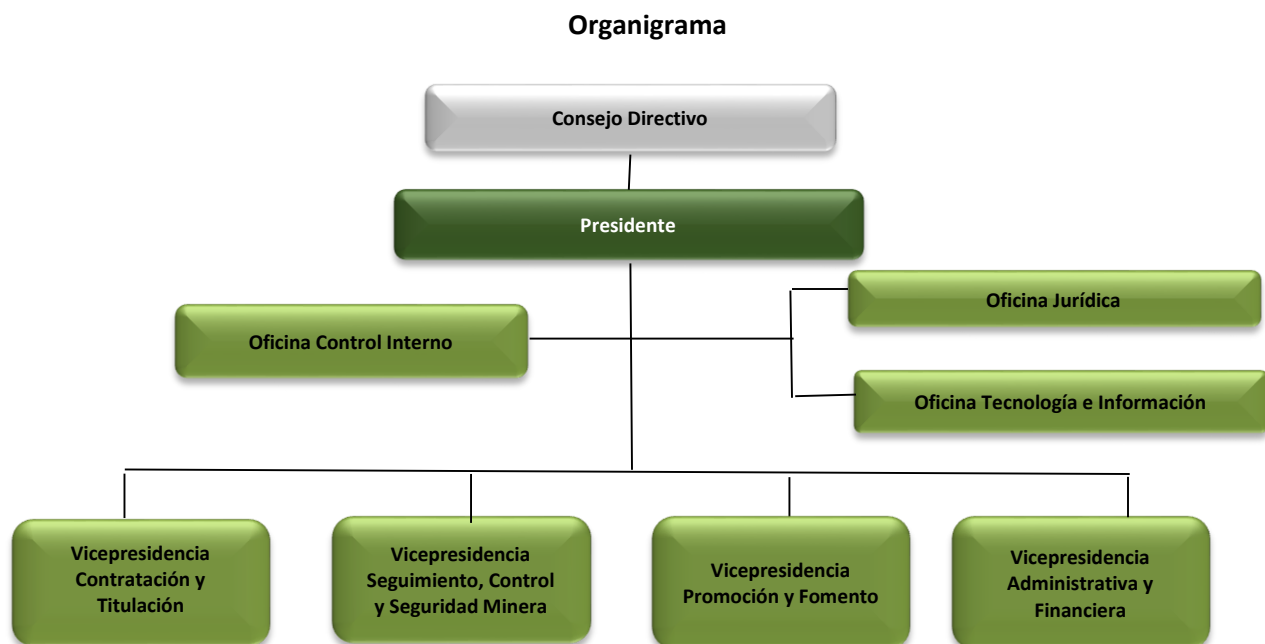 Organigrama
Consejo Directivo
Presidente
Oficina Jurídica
Oficina Control Interno
Oficina Tecnología e Información
Vicepresidencia
Contratación y
Titulación
Vicepresidencia
Seguimiento, Control
y Seguridad Minera
Vicepresidencia
Promoción y Fomento
Vicepresidencia
Administrativa y
Financiera